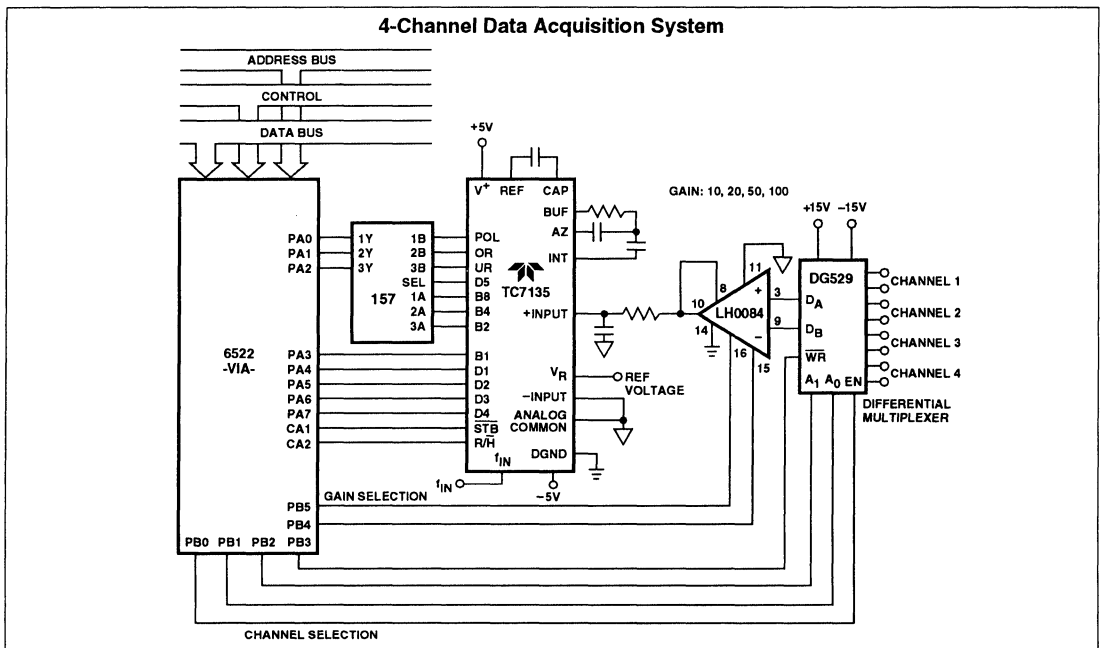 4-Channel Data Acquisition System
ADDRESS BUS
CONTROL
DATA BUS
+5V
V+ REF CAP
GAIN: 10, 20, 50, 100
+15V -15V
BUF
AZ
INT
PA0
PA1
PA2
1Y
2Y
3Y
157
1B
2B
3B
SEL
1A
2A
3A
POL
OR
UR
D5
B8
B4
B2
TC7135
+INPUT
10
8
11
+
3
LH0084
9
14
–
16
15
DG529
DA
DB
WR
A1 A0 EN
CHANNEL 1
CHANNEL 2
CHANNEL 3
CHANNEL 4
DIFFERENTIAL
MULTIPLEXER
6522
-VIA-
PA3
PA4
PA5
PA6
PA7
CA1
CA2
B1
D1
D2
D3
D4
STB
R/H
VR
REF
VOLTAGE
–INPUT
ANALOG
COMMON
DGND
fIN
fIN
–5V
GAIN SELECTION
PB5
PB4
PB0 PB1 PB2 PB3
CHANNEL SELECTION